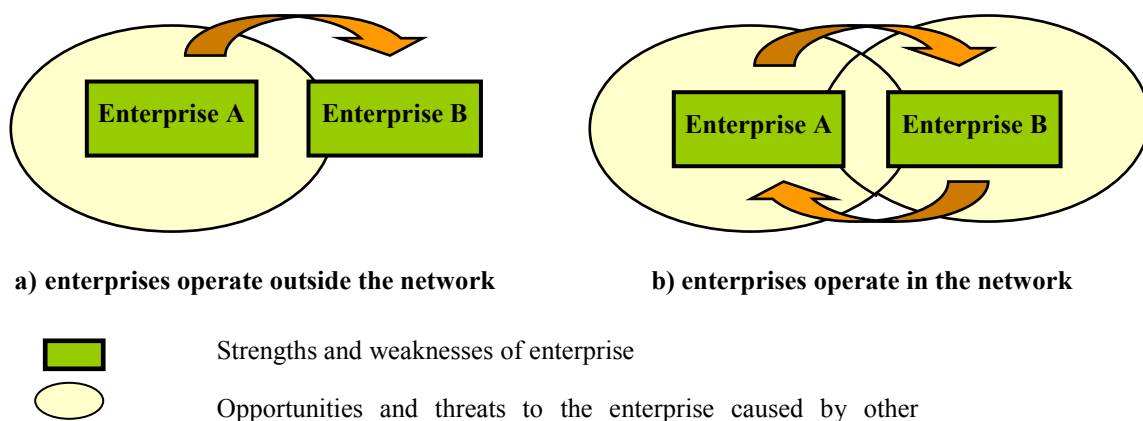 Enterprise A
Enterprise B
Enterprise A
Enterprise B
a) enterprises operate outside the network
b) enterprises operate in the network
Strengths and weaknesses of enterprise
Opportunities and threats to the enterprise caused by other